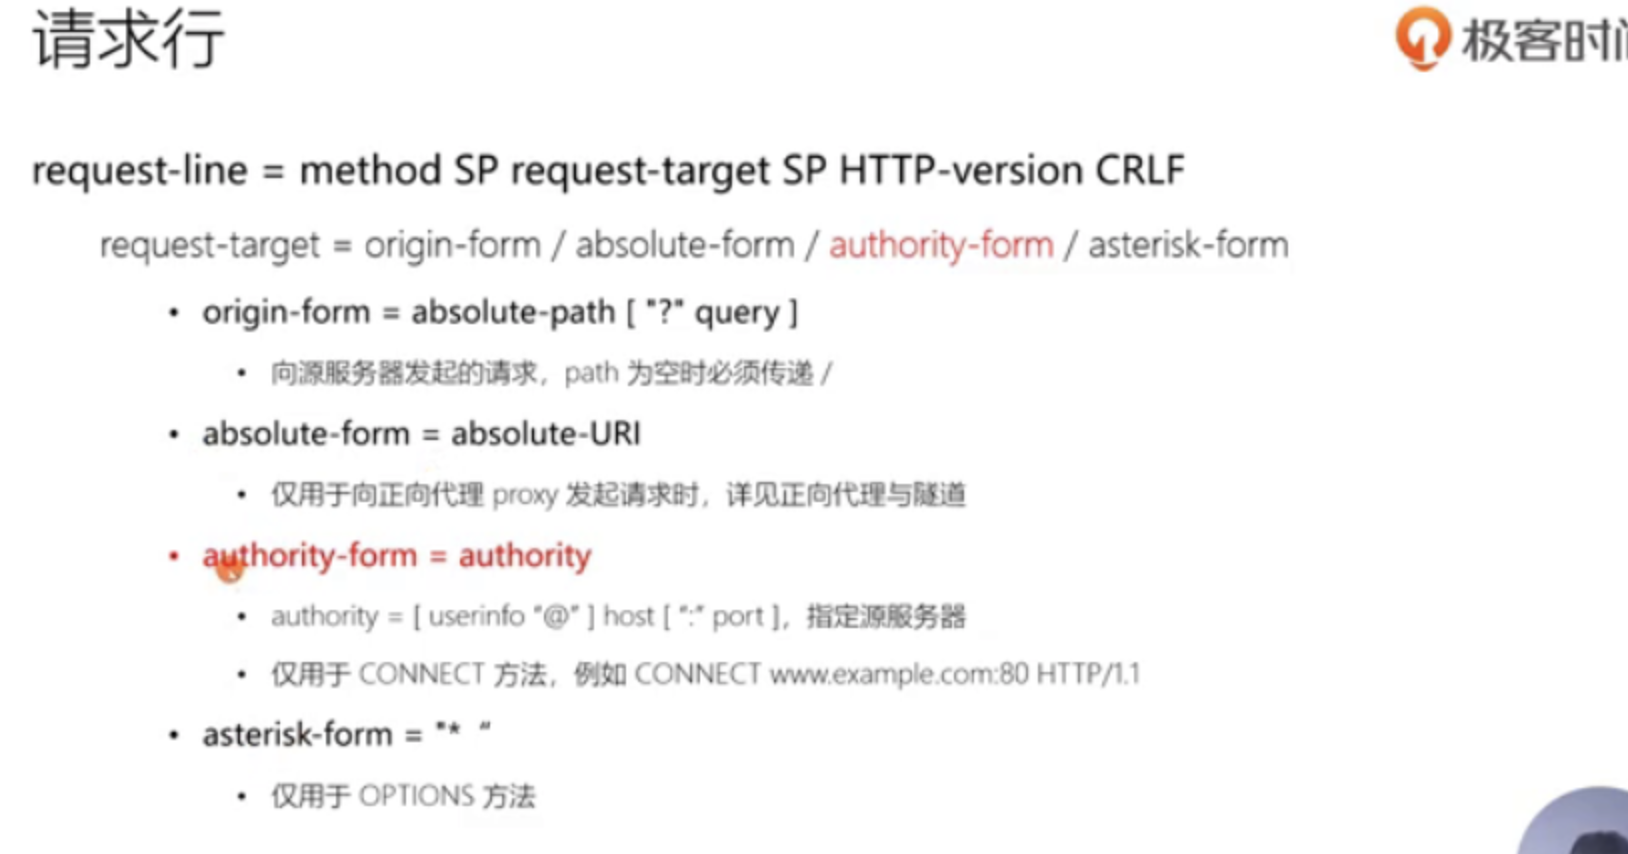 请求行
极客时间
request-line = method SP request-target SP HTTP-version CRLF
request-target = origin-form / absolute-form / authority-form / asterisk-form
• origin-form = absolute-path [ "?" query ]
• 向源服务器发起的请求，path 为空时必须传递 /
• absolute-form = absolute-URI
• 仅用于向正向代理 proxy 发起请求时，详见正向代理与隧道
• authority-form = authority
• authority = [ userinfo “@” ] host [ “:” port ]，指定源服务器
• 仅用于 CONNECT 方法，例如 CONNECT www.example.com:80 HTTP/1.1
• asterisk-form = "* “
• 仅用于 OPTIONS 方法